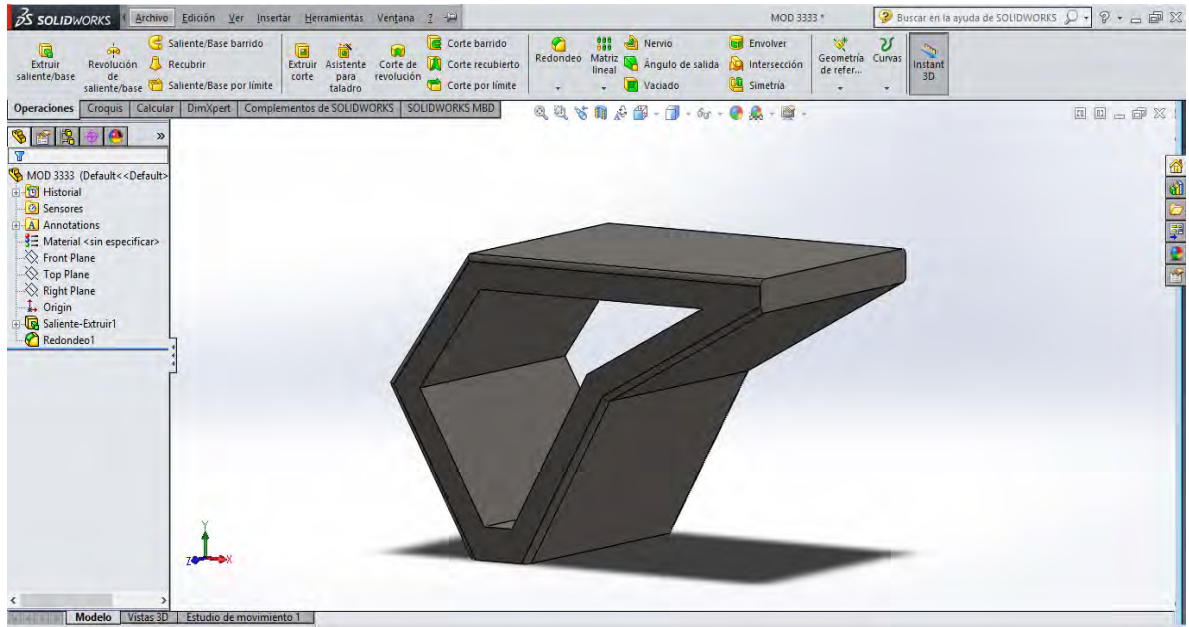 SOLIDWORKS
Archivo Edición Ver Insertar Herramientas Ventana ?
MOD 3333 *
Buscar en la ayuda de SOLIDWORKS
Extruir saliente/base
Revolución de saliente/base
Saliente/Base barrido
Recubrir
Saliente/Base por límite
Extruir corte
Asistente para taladro
Corte de revolución
Corte barrido
Corte recubierto
Corte por límite
Redondeo
Matriz lineal
Nervio
Ángulo de salida
Vaciado
Envolver
Intersección
Simetría
Geometría de refer...
Curvas
Instant 3D
Operaciones Croquis Calcular DimXpert Complementos de SOLIDWORKS SOLIDWORKS MBD
MOD 3333 (Default<<Default>
Historial
Sensores
Annotations
Material <sin especificar>
Front Plane
Top Plane
Right Plane
Origin
Saliente-Extruir1
Redondeo1
Y
Z X
Modelo Vistas 3D Estudio de movimiento 1